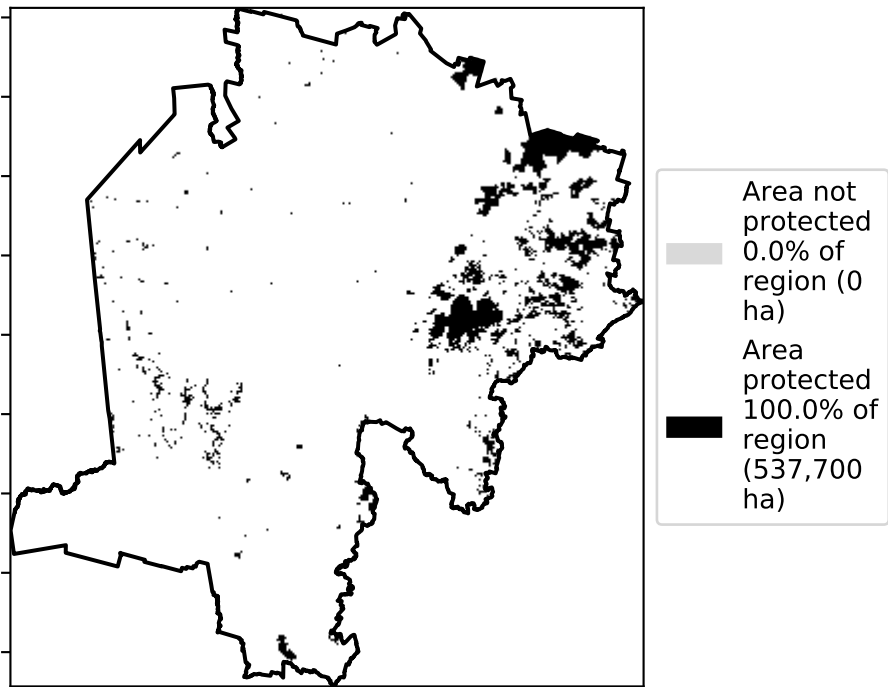 Area not
protected
0.0% of
region (0
ha)
Area
protected
100.0% of
region
(537,700
ha)